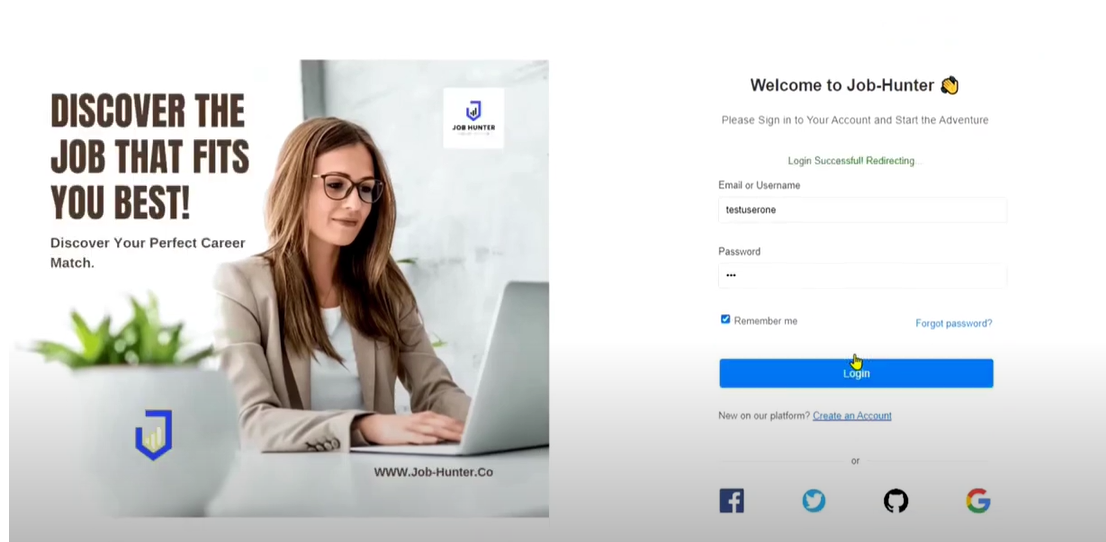 DISCOVER THE
JOB THAT FITS
YOU BEST!
Discover Your Perfect Career
Match.
JOB HUNTER
WWW.Job-Hunter.Co
Welcome to Job-Hunter 👏
Please Sign in to Your Account and Start the Adventure
Login Successful! Redirecting...
Email or Username
testuserone
Password
•••
Remember me
Forgot password?
Login
New on our platform? Create an Account
or